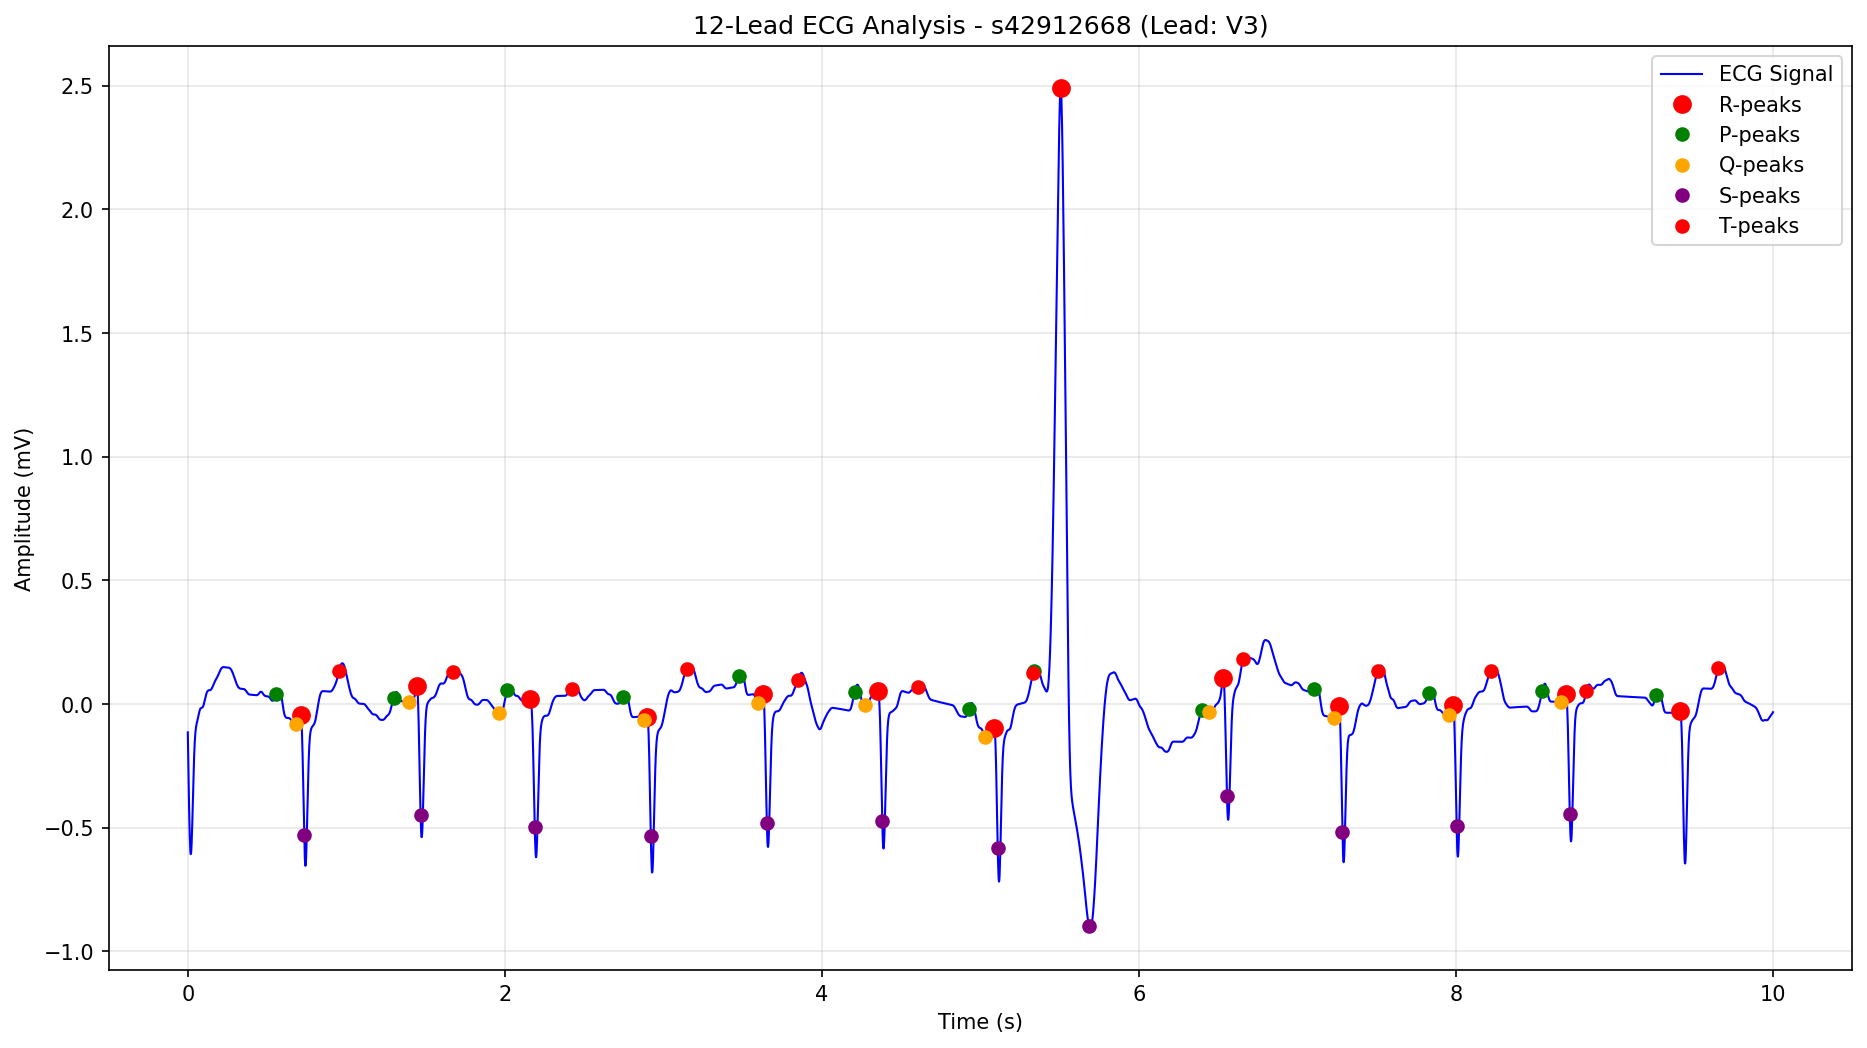 12-Lead ECG Analysis - s42912668 (Lead: V3)
ECG Signal
R-peaks
P-peaks
Q-peaks
S-peaks
T-peaks
2.5
2.0
1.5
1.0
0.5
0.0
−0.5
−1.0
Amplitude (mV)
0 2 4 6 8 10
Time (s)